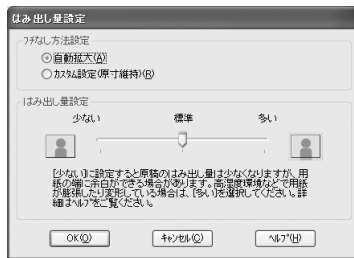 はみ出し量設定
フチなし方法設定
自動拡大(A)
カスタム設定(原寸維持)(R)
はみ出し量設定
少ない 標準 多い
[少ない]に設定すると原稿のはみ出し量は少なくなりますが、用
紙の端に余白ができる場合があります。高湿度環境などで用紙
が膨張したり変形している場合は、[多い]を選択してください。詳
細はヘルプをご覧ください。
OK(O) キャンセル(C) ヘルプ(H)